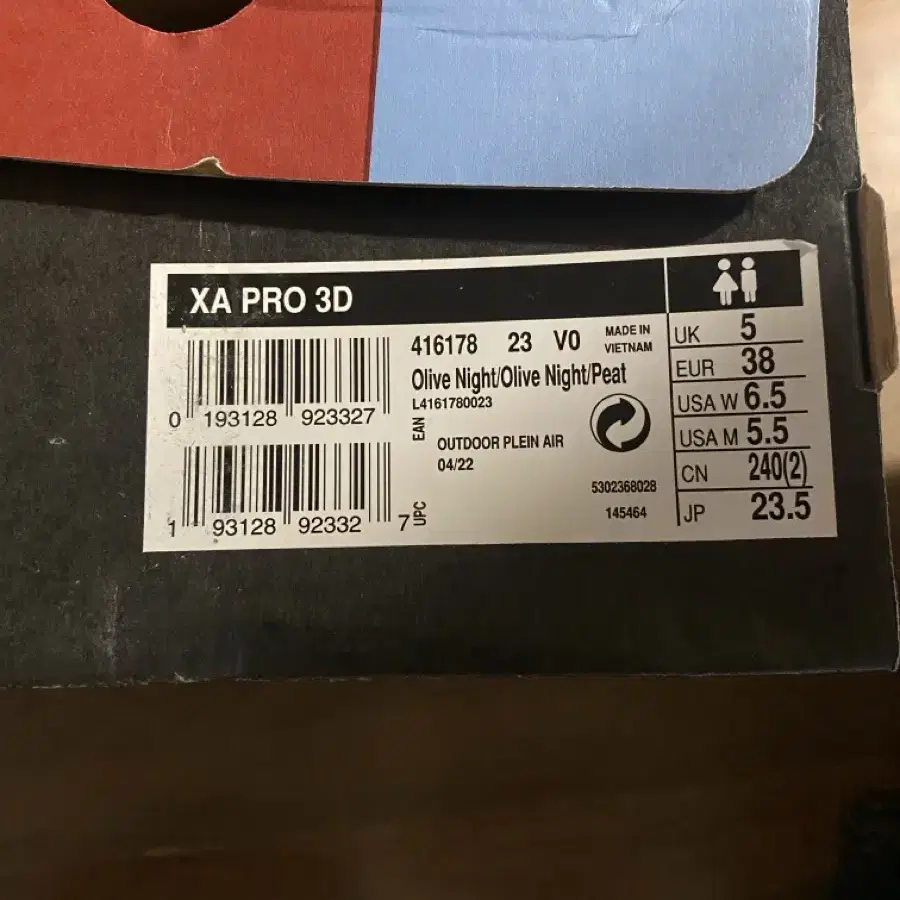 XA PRO 3D
416178 23 V0
MADE IN
VIETNAM
Olive Night/Olive Night/Peat
L4161780023
0 193128 923327
EAN
OUTDOOR PLEIN AIR
04/22
5302368028
145464
1 93128 92332 7
UPC
UK 5
EUR 38
USA W 6.5
USA M 5.5
CN 240(2)
JP 23.5